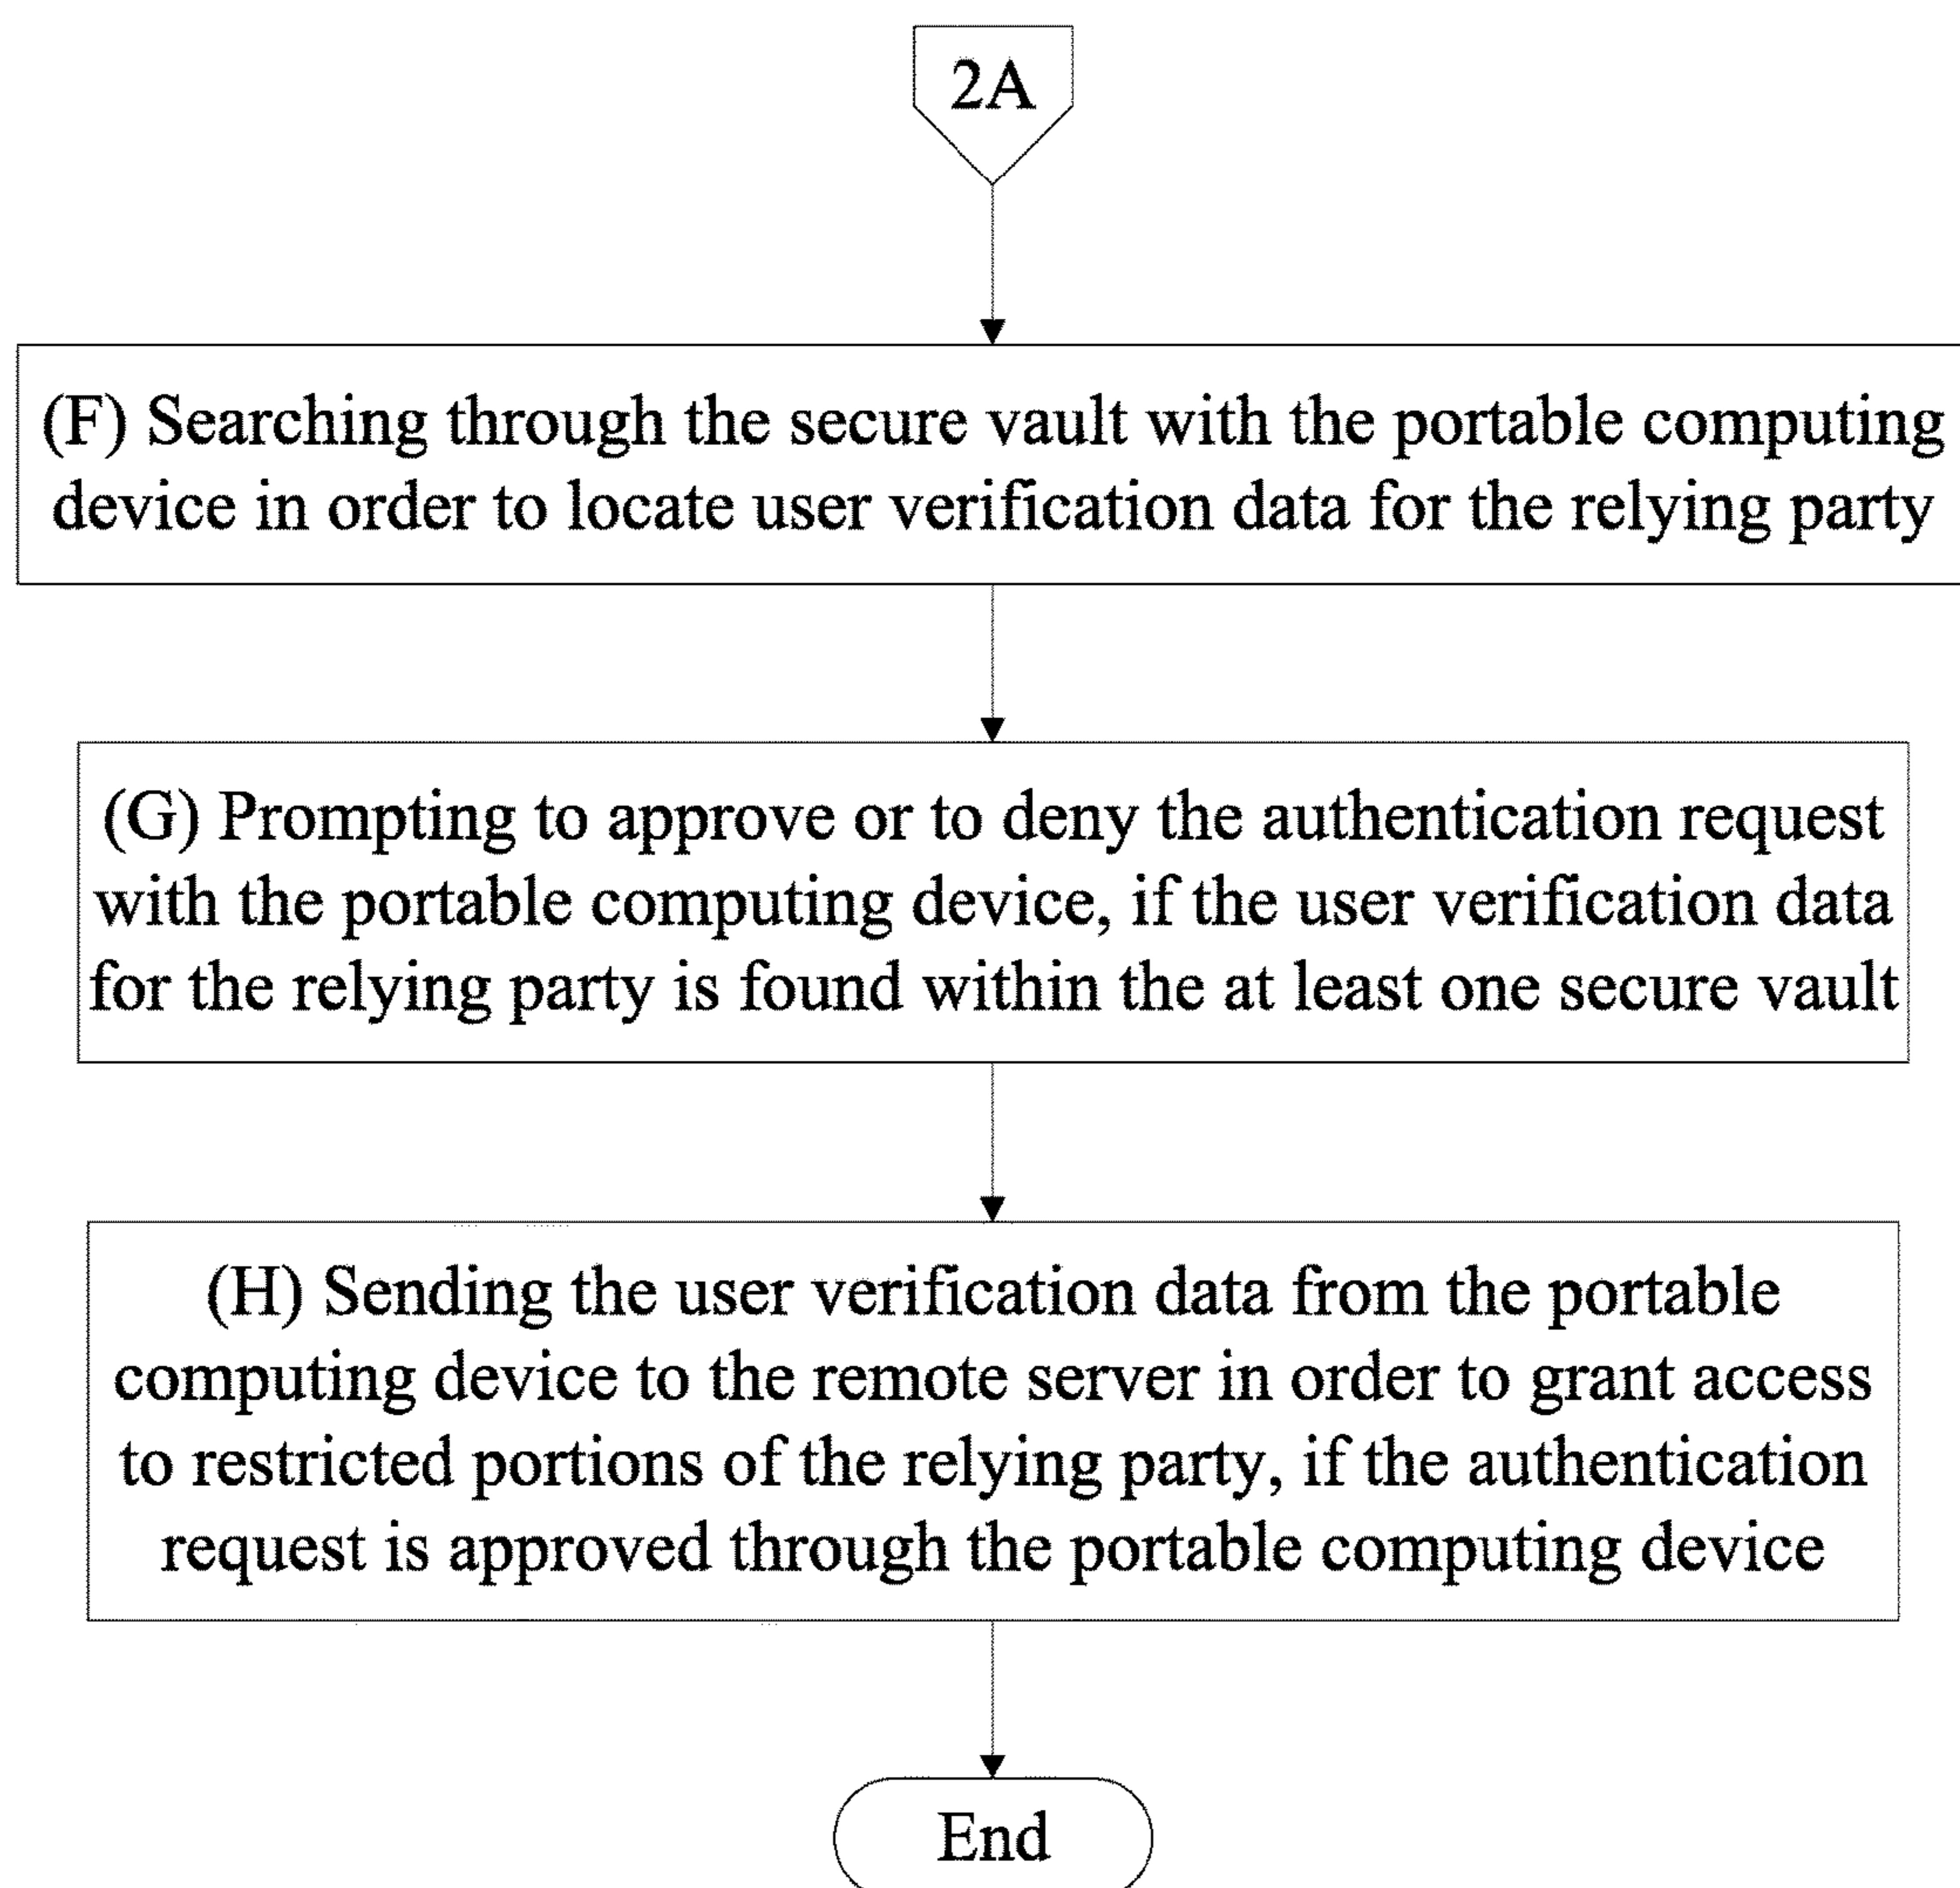 2A
(F) Searching through the secure vault with the portable computing
device in order to locate user verification data for the relying party
(G) Prompting to approve or to deny the authentication request
with the portable computing device, if the user verification data
for the relying party is found within the at least one secure vault
(H) Sending the user verification data from the portable
computing device to the remote server in order to grant access
to restricted portions of the relying party, if the authentication
request is approved through the portable computing device
End